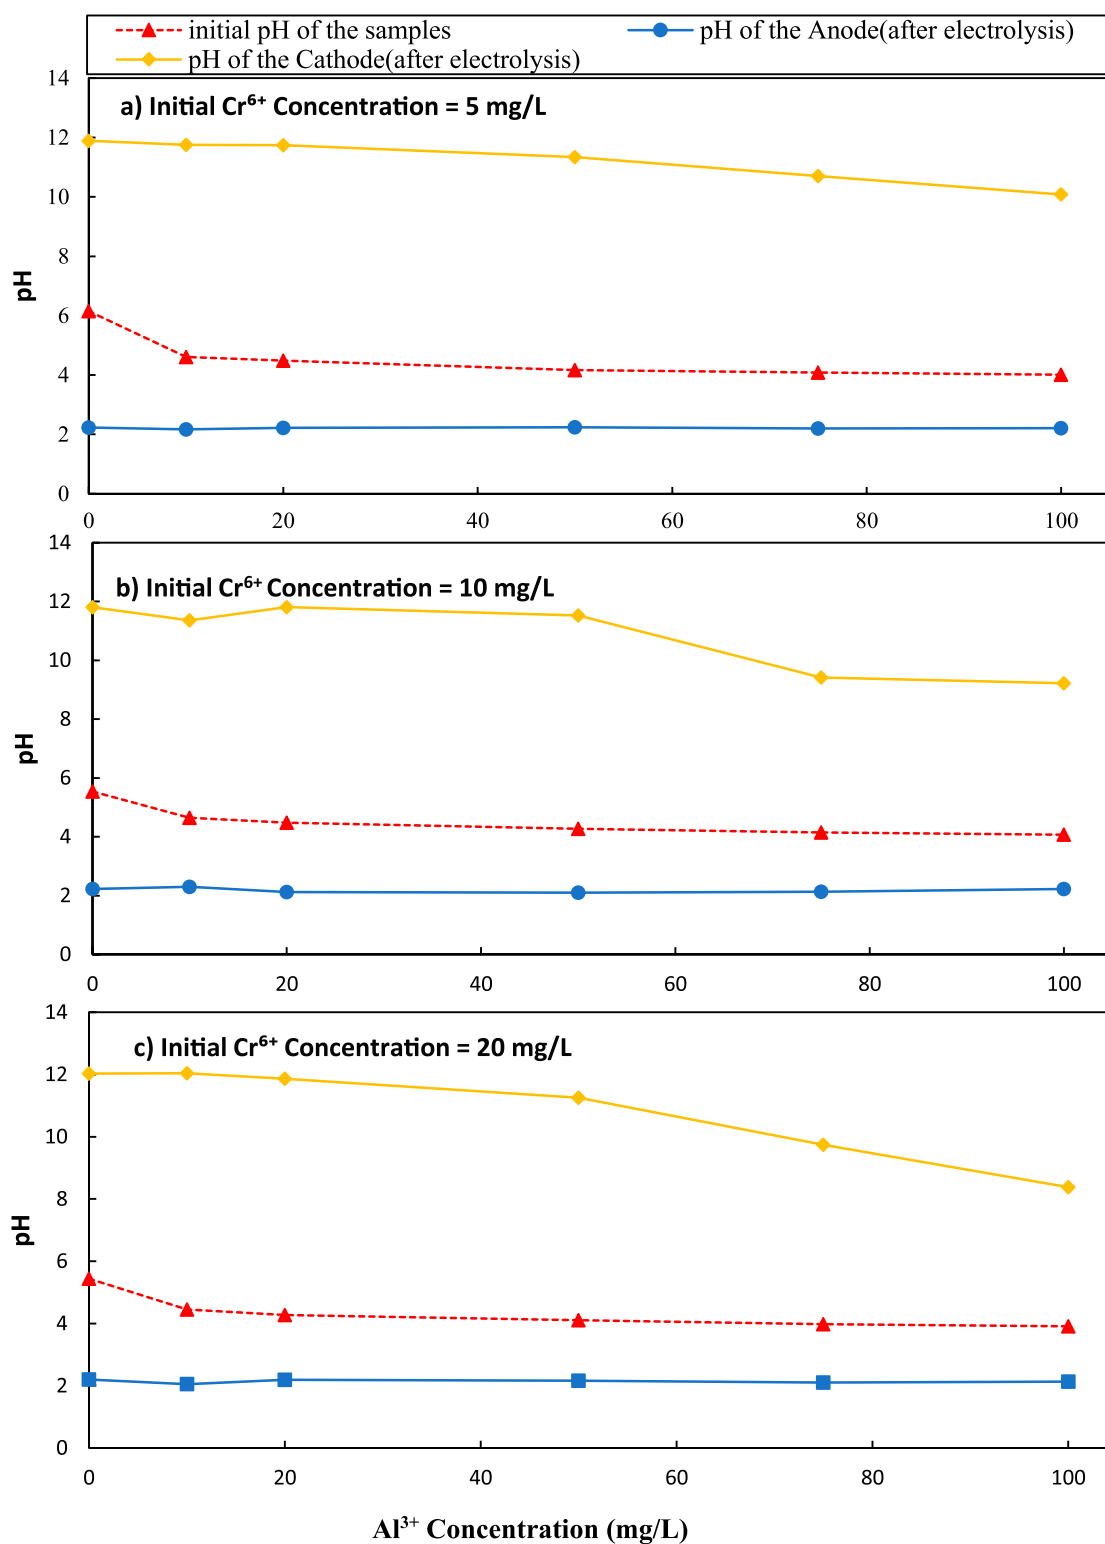 initial pH of the samples
pH of the Anode(after electrolysis)
pH of the Cathode(after electrolysis)
a) Initial Cr⁶⁺ Concentration = 5 mg/L
14
12
10
8
6
4
2
0
pH
0 20 40 60 80 100
b) Initial Cr⁶⁺ Concentration = 10 mg/L
14
12
10
8
6
4
2
0
pH
0 20 40 60 80 100
c) Initial Cr⁶⁺ Concentration = 20 mg/L
14
12
10
8
6
4
2
0
pH
0 20 40 60 80 100
Al³⁺ Concentration (mg/L)